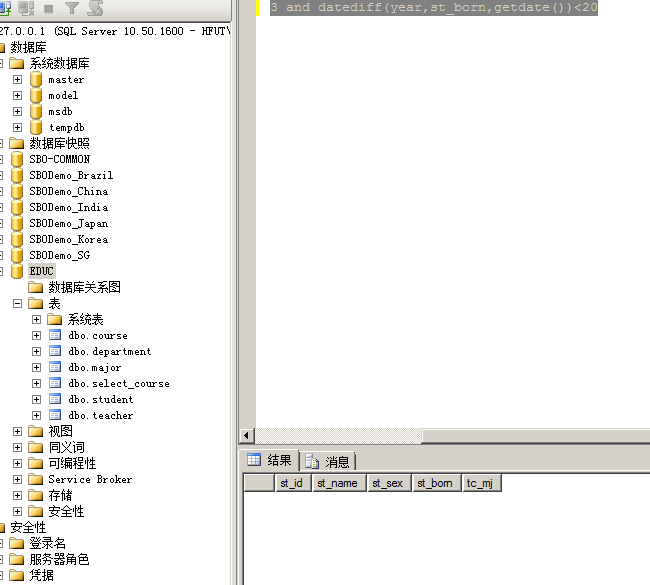 27.0.0.1 (SQL Server 10.50.1600 - HFUT\
数据库
系统数据库
master
model
msdb
tempdb
数据库快照
SBO-COMMON
SBODemo_Brazil
SBODemo_China
SBODemo_India
SBODemo_Japan
SBODemo_Korea
SBODemo_SG
EDUC
数据库关系图
表
系统表
dbo.course
dbo.department
dbo.major
dbo.select_course
dbo.student
dbo.teacher
视图
同义词
可编程性
Service Broker
存储
安全性
安全性
登录名
服务器角色
凭据
3 and datediff(year,st_born,getdate())<20
结果 消息
st_id st_name st_sex st_born tc_mj